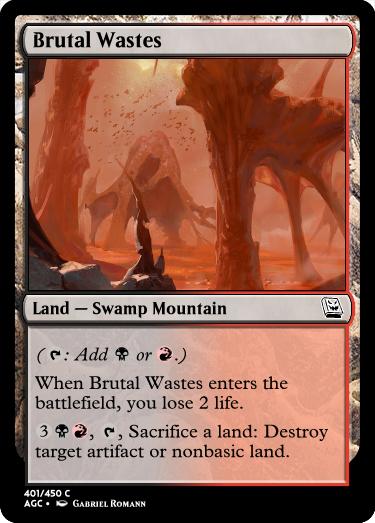 Brutal Wastes
Land — Swamp Mountain
( : Add or .)
When Brutal Wastes enters the
battlefield, you lose 2 life.
3 , , Sacrifice a land: Destroy
target artifact or nonbasic land.
401/450 C
AGC • Gabriel Romann